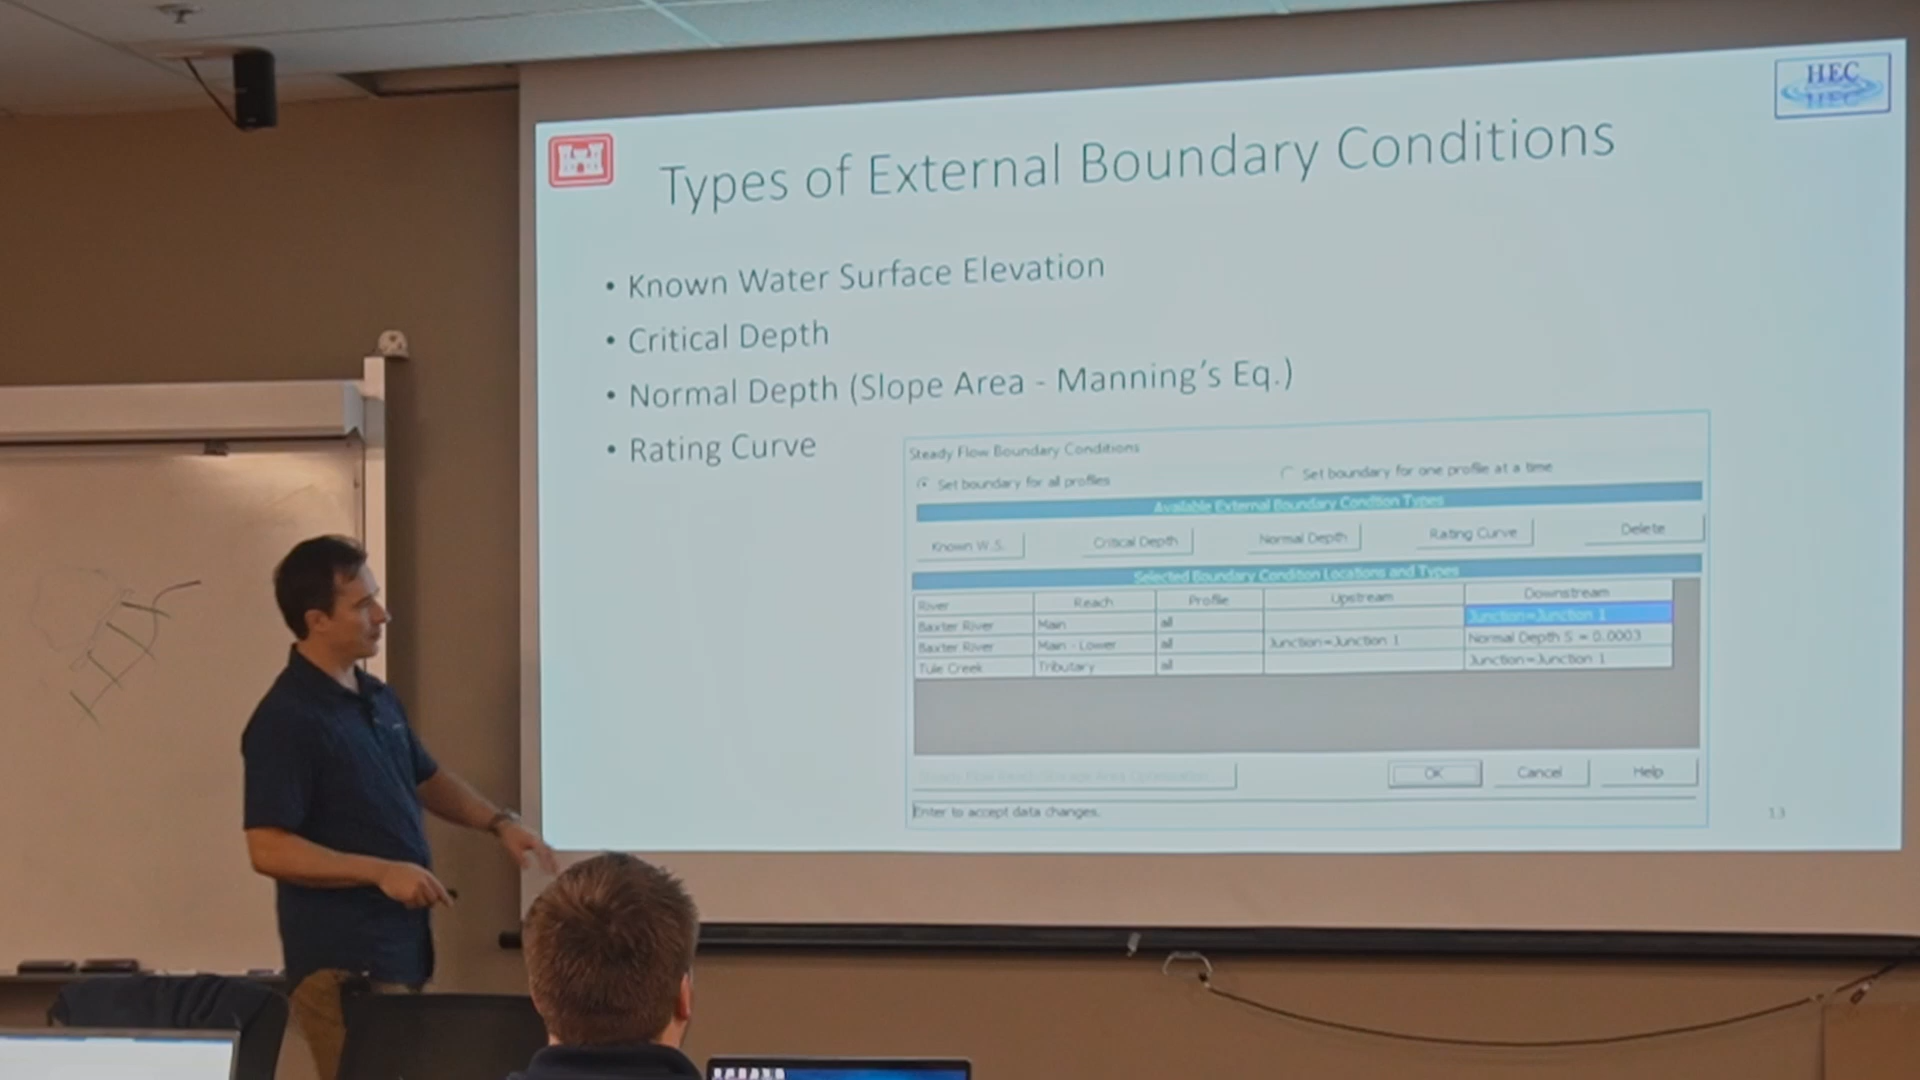 HEC
Types of External Boundary Conditions
• Known Water Surface Elevation
• Critical Depth
• Normal Depth (Slope Area - Manning's Eq.)
• Rating Curve
Steady Flow Boundary Conditions
Set boundary for all profiles
Set boundary for one profile at a time
Available External Boundary Condition Types
Known W.S.
Critical Depth
Normal Depth
Rating Curve
Delete
Selected Boundary Condition Locations and Types
River Reach Profile Upstream Downstream
Baxter River Main all Junction=Junction 1
Baxter River Main - Lower all Junction=Junction 1 Normal Depth S = 0.0003
Tule Creek Tributary all Junction=Junction 1
OK
Cancel
Help
Enter to accept data changes.
13